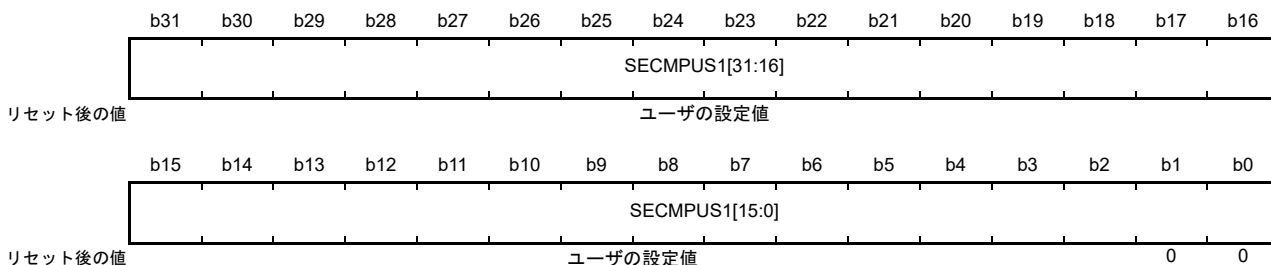 b31 b30 b29 b28 b27 b26 b25 b24 b23 b22 b21 b20 b19 b18 b17 b16
SECMPUS1[31:16]
リセット後の値 ユーザの設定値
b15 b14 b13 b12 b11 b10 b9 b8 b7 b6 b5 b4 b3 b2 b1 b0
SECMPUS1[15:0]
リセット後の値 ユーザの設定値 0 0